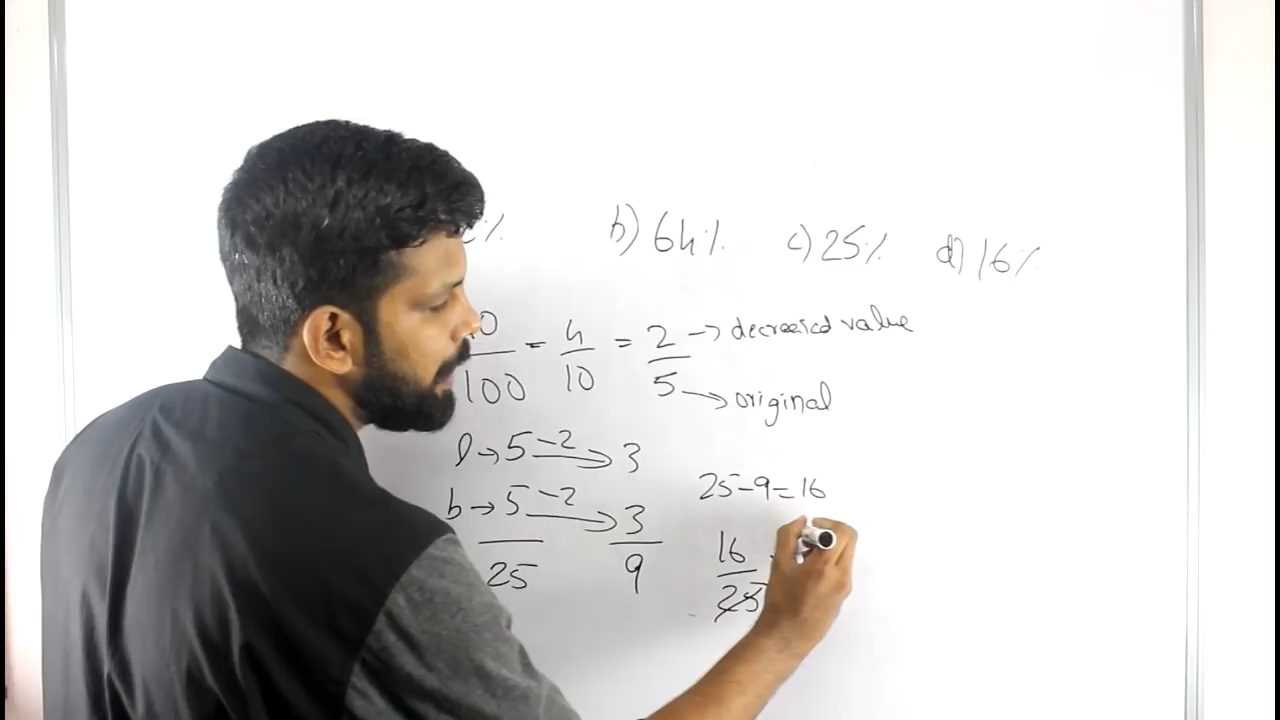 % b) 64% c) 25% d) 16%
0/100 = 4/10 = 2/5 → decreased value
→ original
l → 5 -2→ 3
b → 5 -2→ 3
25 9
25-9=16
16/25